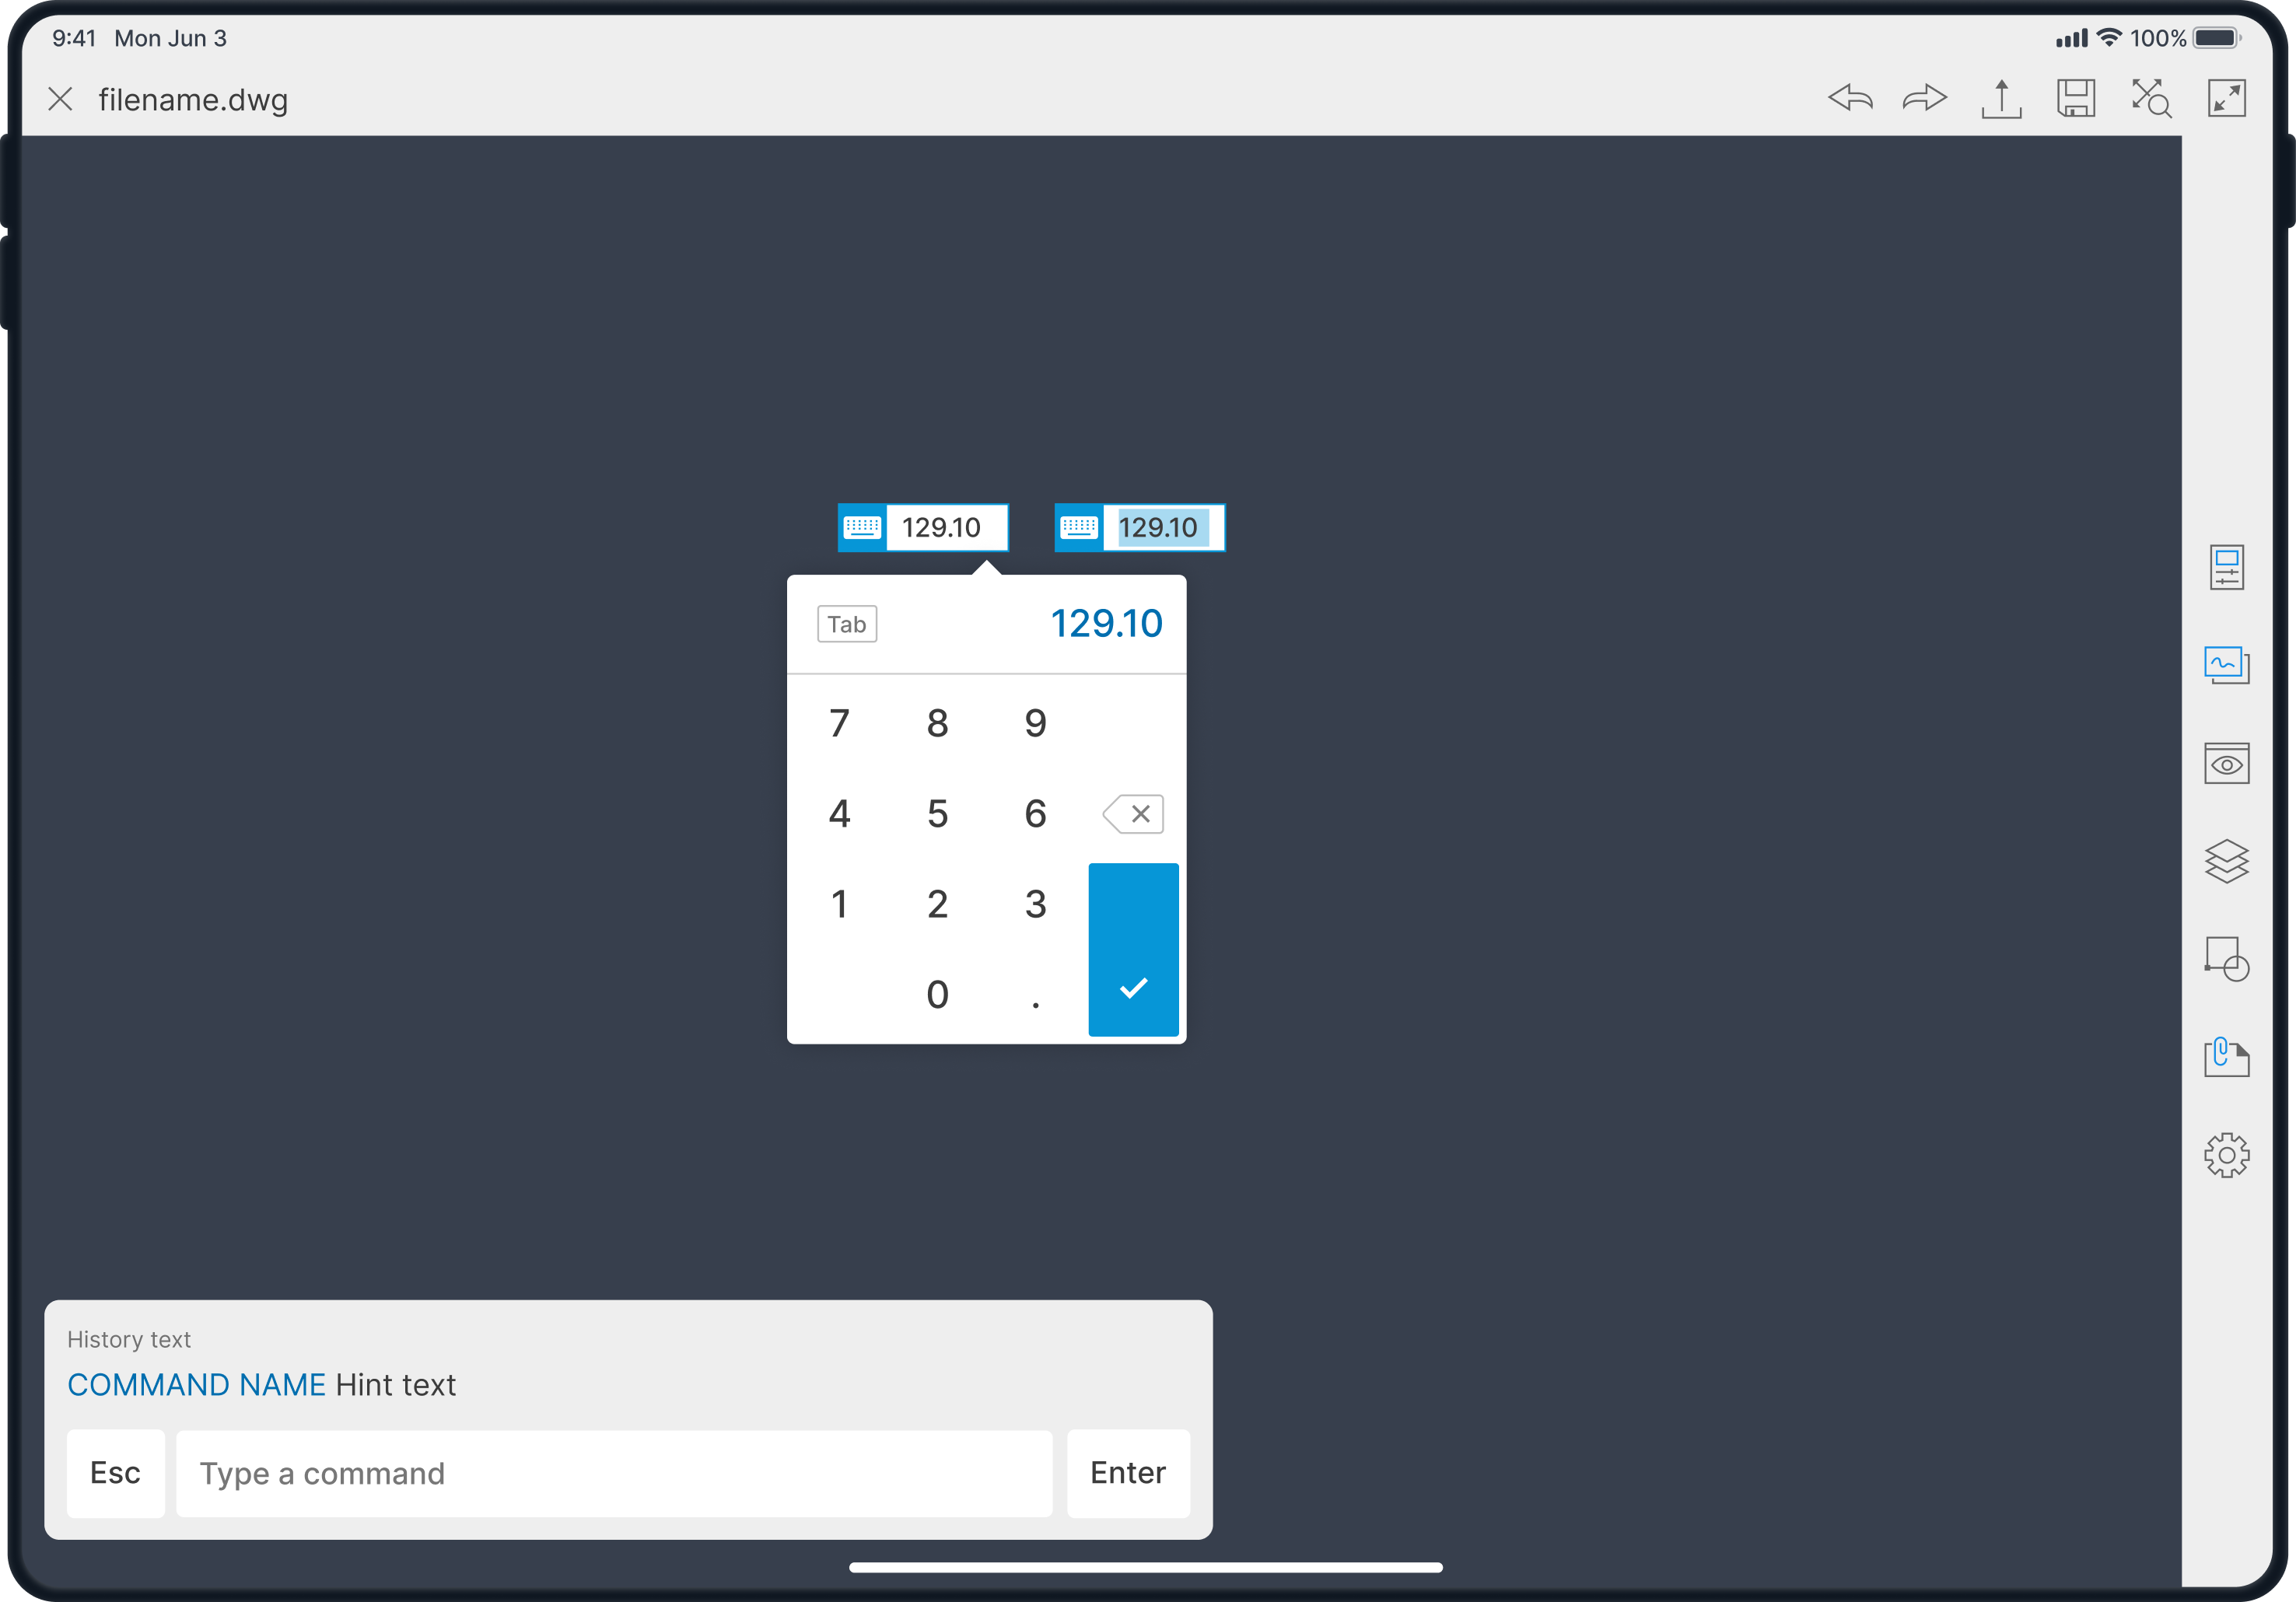 9:41 Mon Jun 3 100%
filename.dwg
129.10 129.10
Tab 129.10
7 8 9
4 5 6
1 2 3
0 .
History text
COMMAND NAME Hint text
Esc Type a command Enter